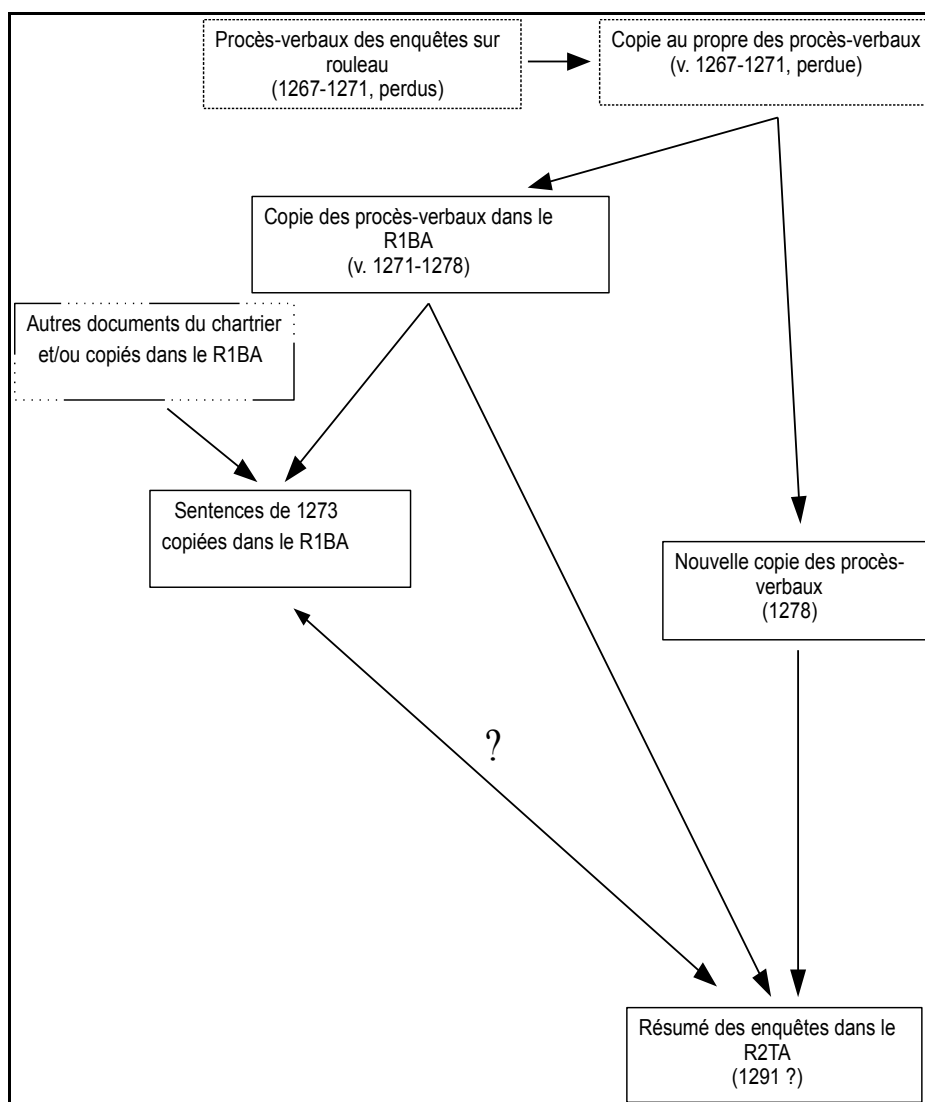 Procès-verbaux des enquêtes sur
rouleau
(1267-1271, perdus)
Copie au propre des procès-verbaux
(v. 1267-1271, perdue)
Copie des procès-verbaux dans le
R1BA
(v. 1271-1278)
Autres documents du chartrier
et/ou copiés dans le R1BA
Sentences de 1273
copiées dans le R1BA
Nouvelle copie des procès-
verbaux
(1278)
?
Résumé des enquêtes dans le
R2TA
(1291 ?)